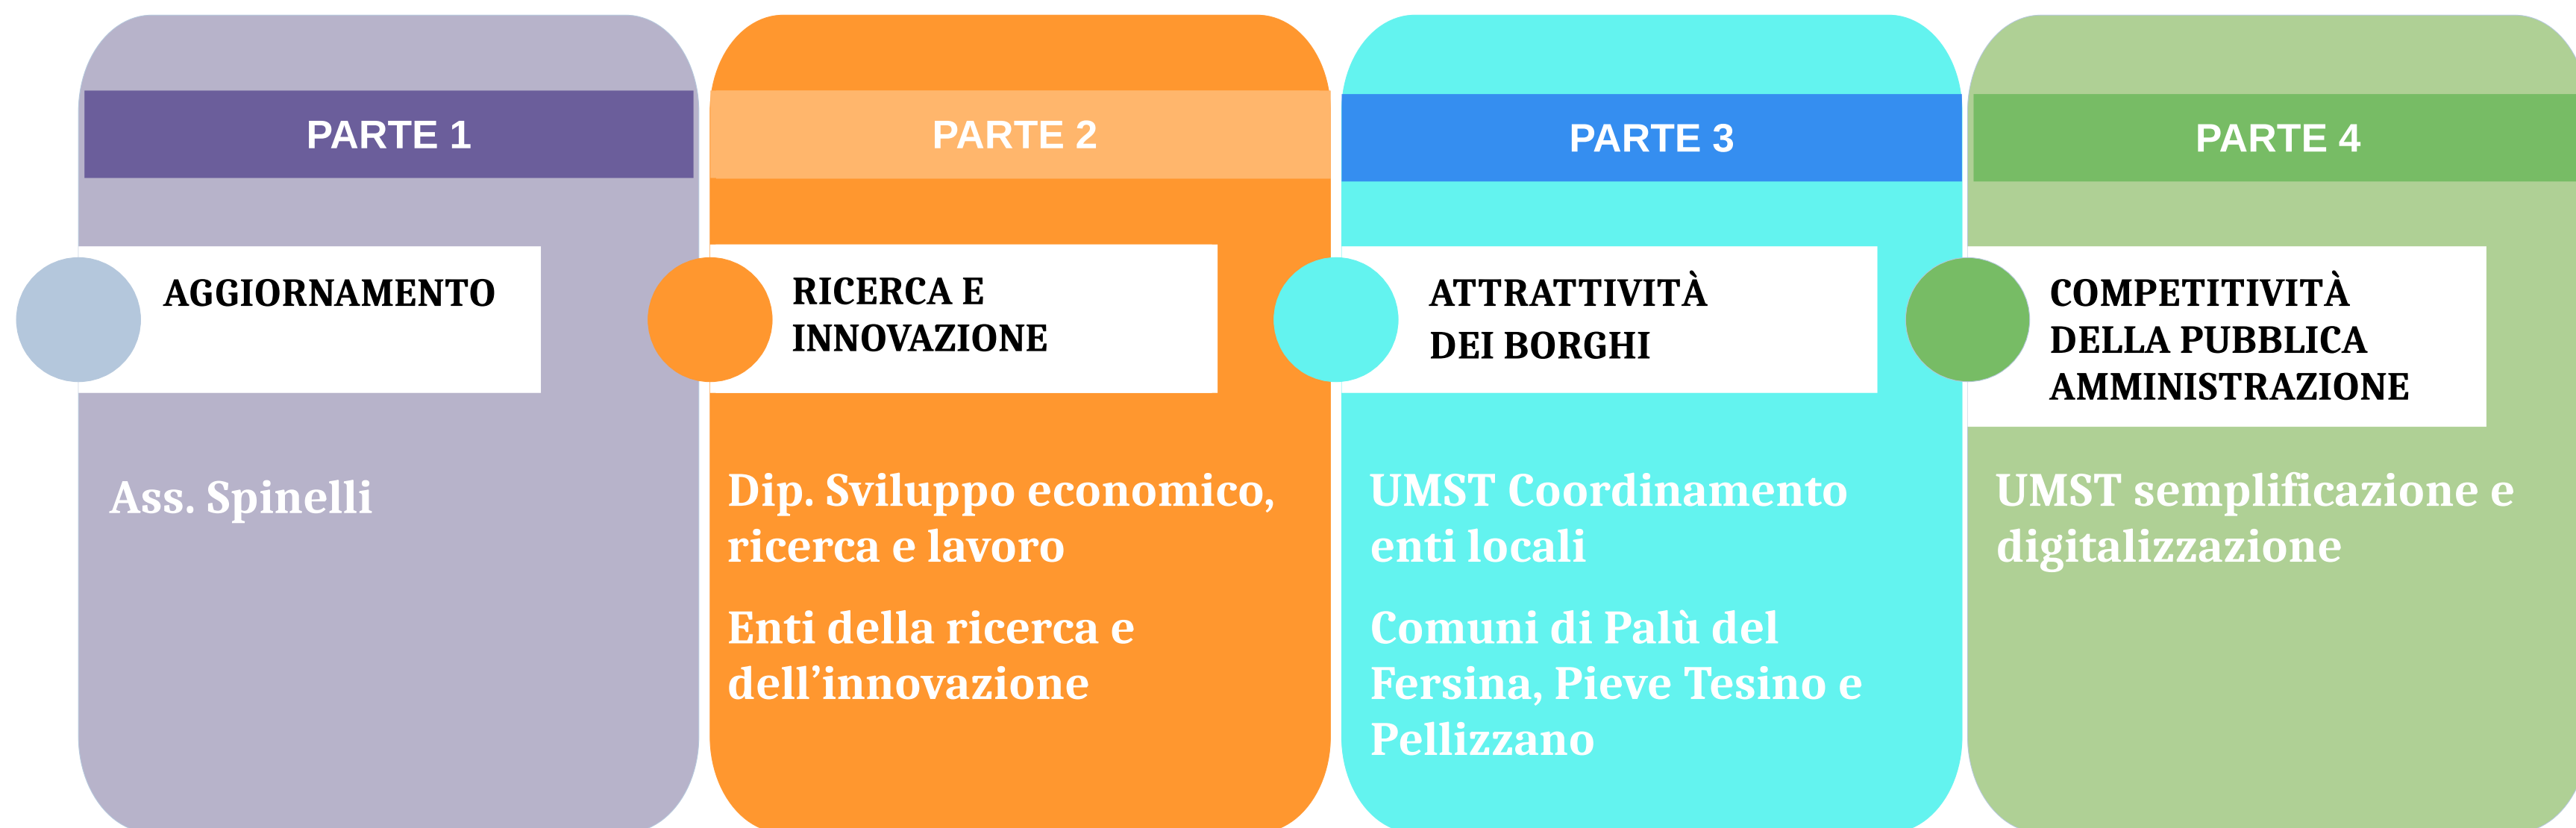 PARTE 1
AGGIORNAMENTO
Ass. Spinelli
PARTE 2
RICERCA E
INNOVAZIONE
Dip. Sviluppo economico,
ricerca e lavoro
Enti della ricerca e
dell’innovazione
PARTE 3
ATTRATTIVITÀ
DEI BORGHI
UMST Coordinamento
enti locali
Comuni di Palù del
Fersina, Pieve Tesino e
Pellizzano
PARTE 4
COMPETITIVITÀ
DELLA PUBBLICA
AMMINISTRAZIONE
UMST semplificazione e
digitalizzazione